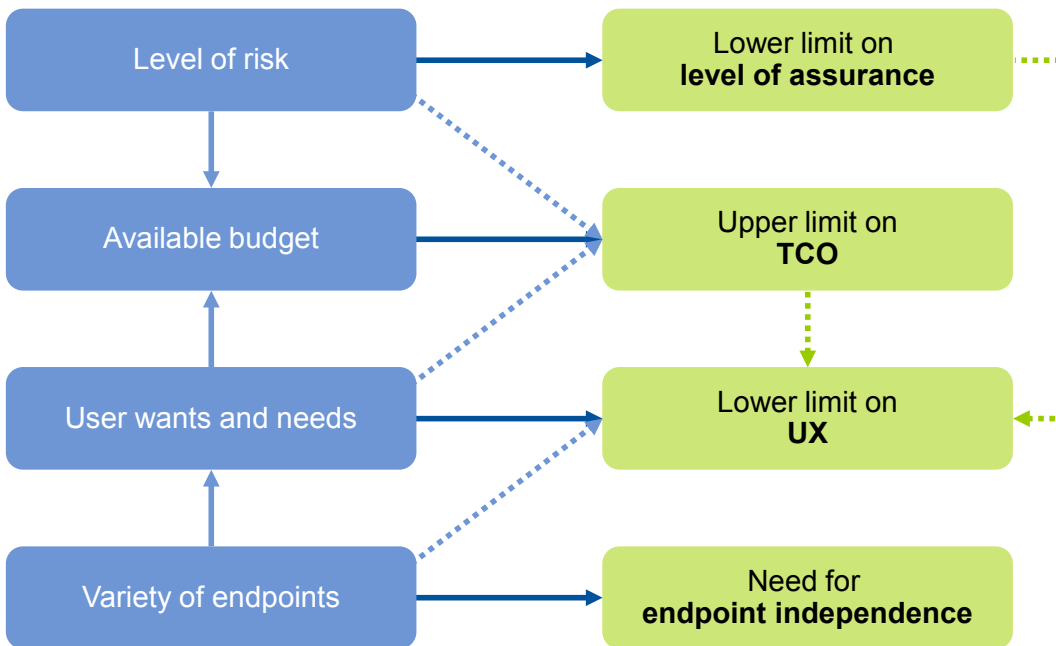 Level of risk
Lower limit on
level of assurance
Available budget
Upper limit on
TCO
User wants and needs
Lower limit on
UX
Variety of endpoints
Need for
endpoint independence